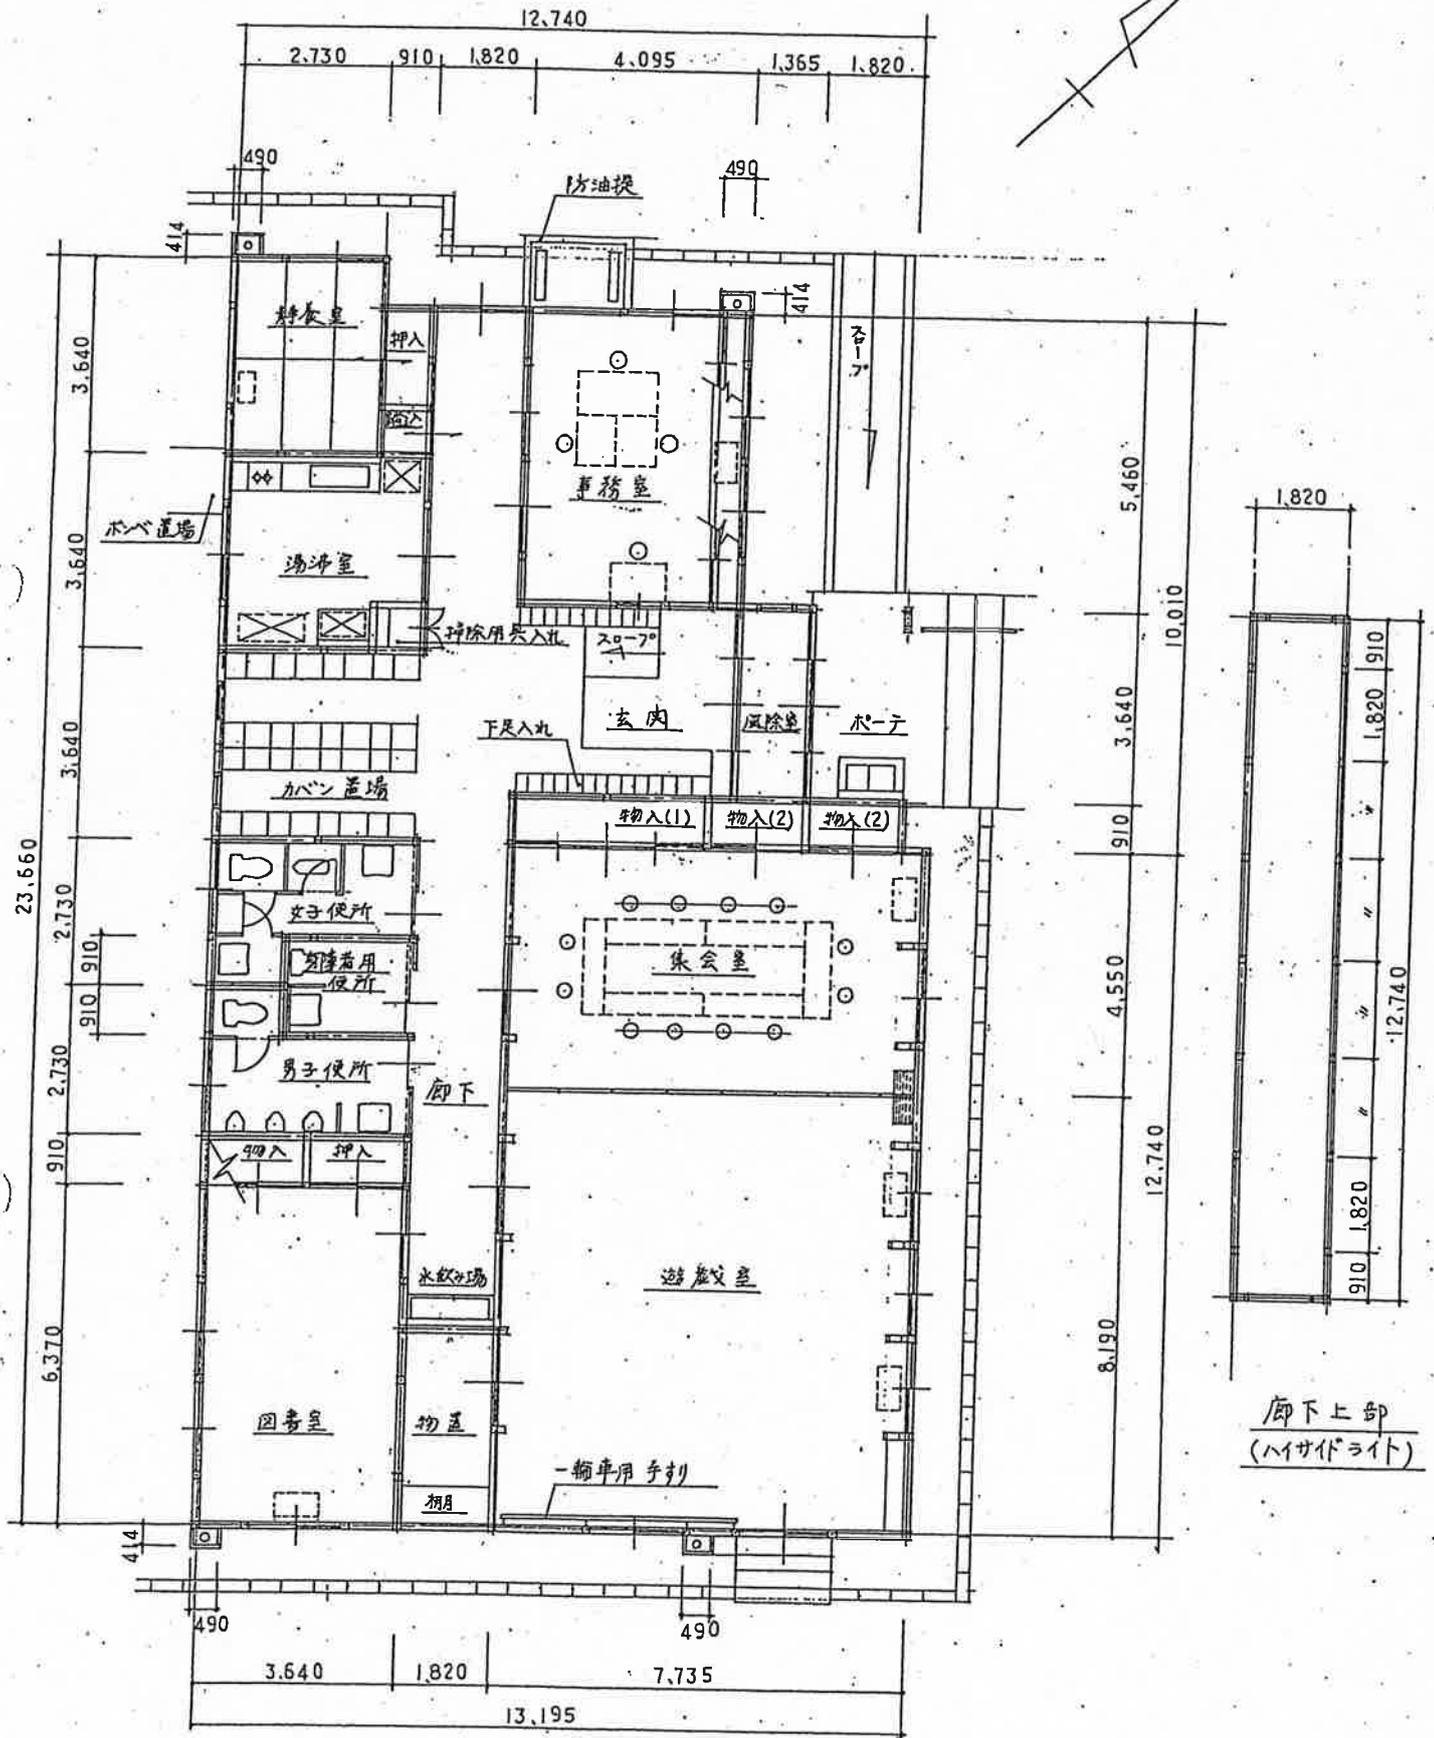 12,740
2,730 910 1,820 4,095 1,365 1,820
490
490
防油堤
414
414
静養室
押入
スロープ
3,640
事務室
5,460
ボンベ置場
湯沸室
3,640
掃除用具入れ
スロープ
10,010
1,820
玄関
風除室
ポーチ
3,640
下足入れ
3,640
カバン置場
物入(1)
物入(2)
物入(2)
910
910
1,820
〃
〃
〃
〃
1,820
910
12,740
23,660
2,730
女子便所
910
身障者用
便所
集会室
4,550
910
2,730
男子便所
廊下
910
物入
押入
12,740
水飲み場
遊戯室
8,190
6,370
図書室
物置
一輪車用手すり
棚
廊下上部
(ハイサイドライト)
414
490
490
3,640 1,820 7,735
13,195